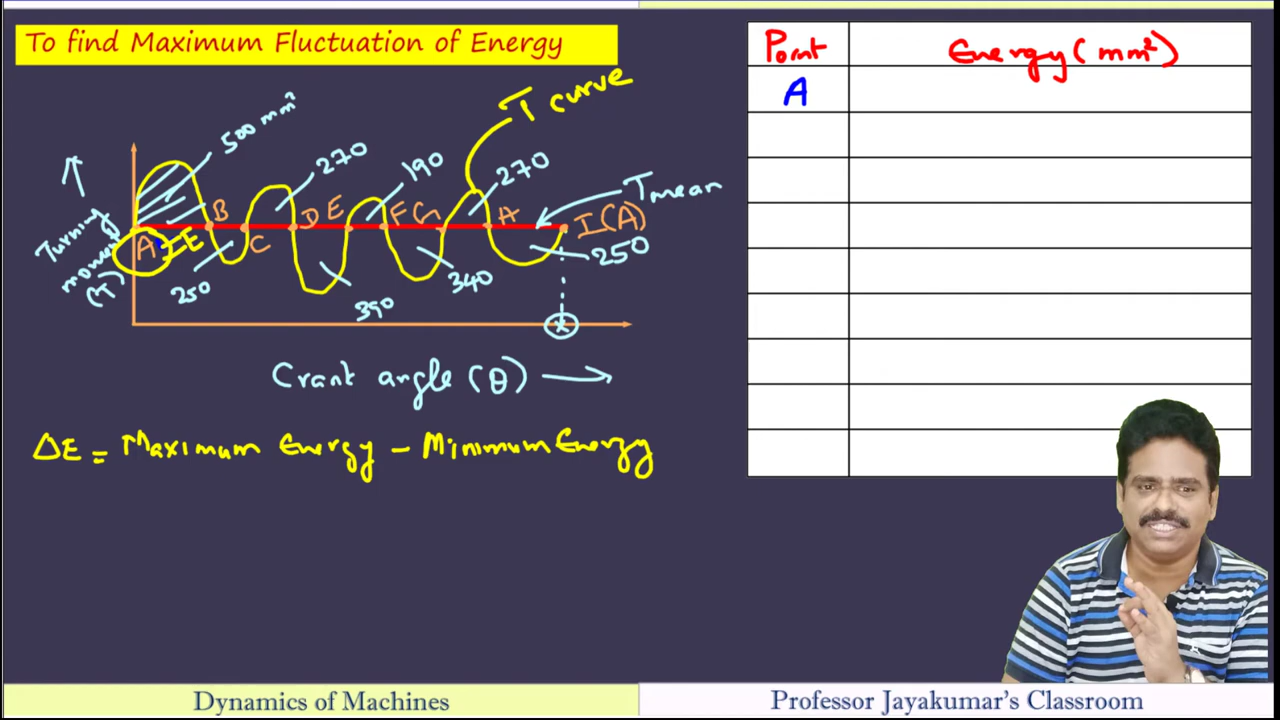 To find Maximum Fluctuation of Energy
Point
Energy (mm²)
A
T curve
500 mm²
270
190
270
Tmean
Turning
moment
(T)
A = E
B
C
D
E
F
G
H
I (A)
250
390
340
250
x
Crank angle (θ)
ΔE = Maximum Energy - Minimum Energy
Dynamics of Machines
Professor Jayakumar's Classroom